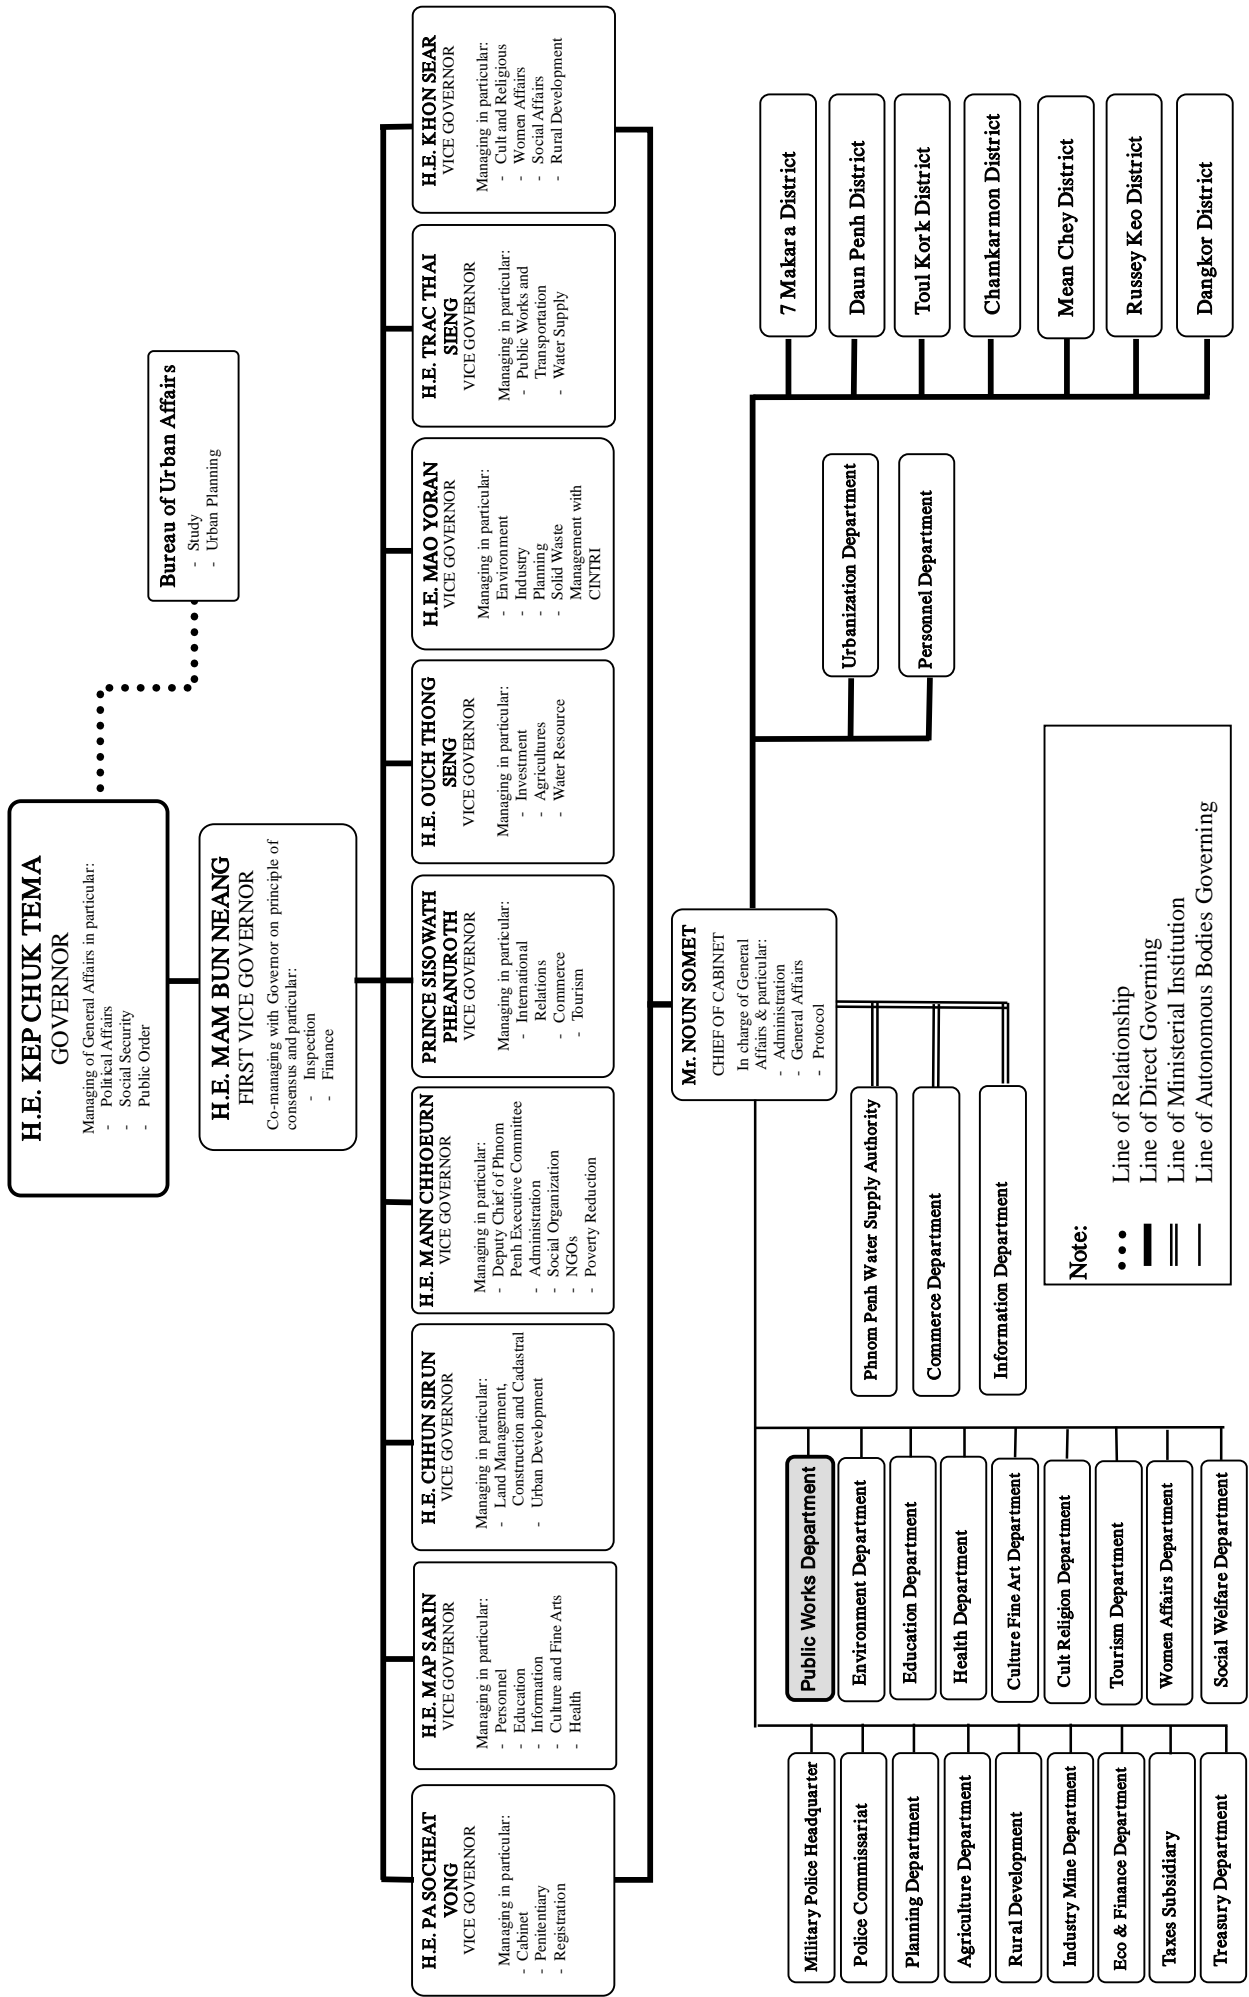 H.E. KEP CHUK TEMA
GOVERNOR
Managing of General Affairs in particular:
- Political Affairs
- Social Security
- Public Order
Bureau of Urban Affairs
- Study
- Urban Planning
H.E. MAM BUN NEANG
FIRST VICE GOVERNOR
Co-managing with Governor on principle of
consensus and particular:
- Inspection
- Finance
H.E. PA SOCHEAT
VONG
VICE GOVERNOR
Managing in particular:
- Cabinet
- Penitentiary
- Registration
H.E. MAP SARIN
VICE GOVERNOR
Managing in particular:
- Personnel
- Education
- Information
- Culture and Fine Arts
- Health
H.E. CHHUN SIRUN
VICE GOVERNOR
Managing in particular:
- Land Management,
Construction and Cadastral
- Urban Development
H.E. MANN CHHOEURN
VICE GOVERNOR
Managing in particular:
- Deputy Chief of Phnom
Penh Executive Committee
- Administration
- Social Organization
- NGOs
- Poverty Reduction
PRINCE SISOWATH
PHEANUROTH
VICE GOVERNOR
Managing in particular:
- International
Relations
- Commerce
- Tourism
H.E. OUCH THONG
SENG
VICE GOVERNOR
Managing in particular:
- Investment
- Agricultures
- Water Resource
H.E. MAO YORAN
VICE GOVERNOR
Managing in particular:
- Environment
- Industry
- Planning
- Solid Waste
Management with
CINTRI
H.E. TRAC THAI
SIENG
VICE GOVERNOR
Managing in particular:
- Public Works and
Transportation
- Water Supply
H.E. KHON SEAR
VICE GOVERNOR
Managing in particular:
- Cult and Religious
- Women Affairs
- Social Affairs
- Rural Development
Mr. NOUN SOMET
CHIEF OF CABINET
In charge of General
Affairs & particular:
- Administration
- General Affairs
- Protocol
Military Police Headquarter
Police Commissariat
Planning Department
Agriculture Department
Rural Development
Industry Mine Department
Eco & Finance Department
Taxes Subsidiary
Treasury Department
Public Works Department
Environment Department
Education Department
Health Department
Culture Fine Art Department
Cult Religion Department
Tourism Department
Women Affairs Department
Social Welfare Department
Phnom Penh Water Supply Authority
Commerce Department
Information Department
Urbanization Department
Personnel Department
7 Makara District
Daun Penh District
Toul Kork District
Chamkarmon District
Mean Chey District
Russey Keo District
Dangkor District
Note:
Line of Relationship
Line of Direct Governing
Line of Ministerial Institution
Line of Autonomous Bodies Governing